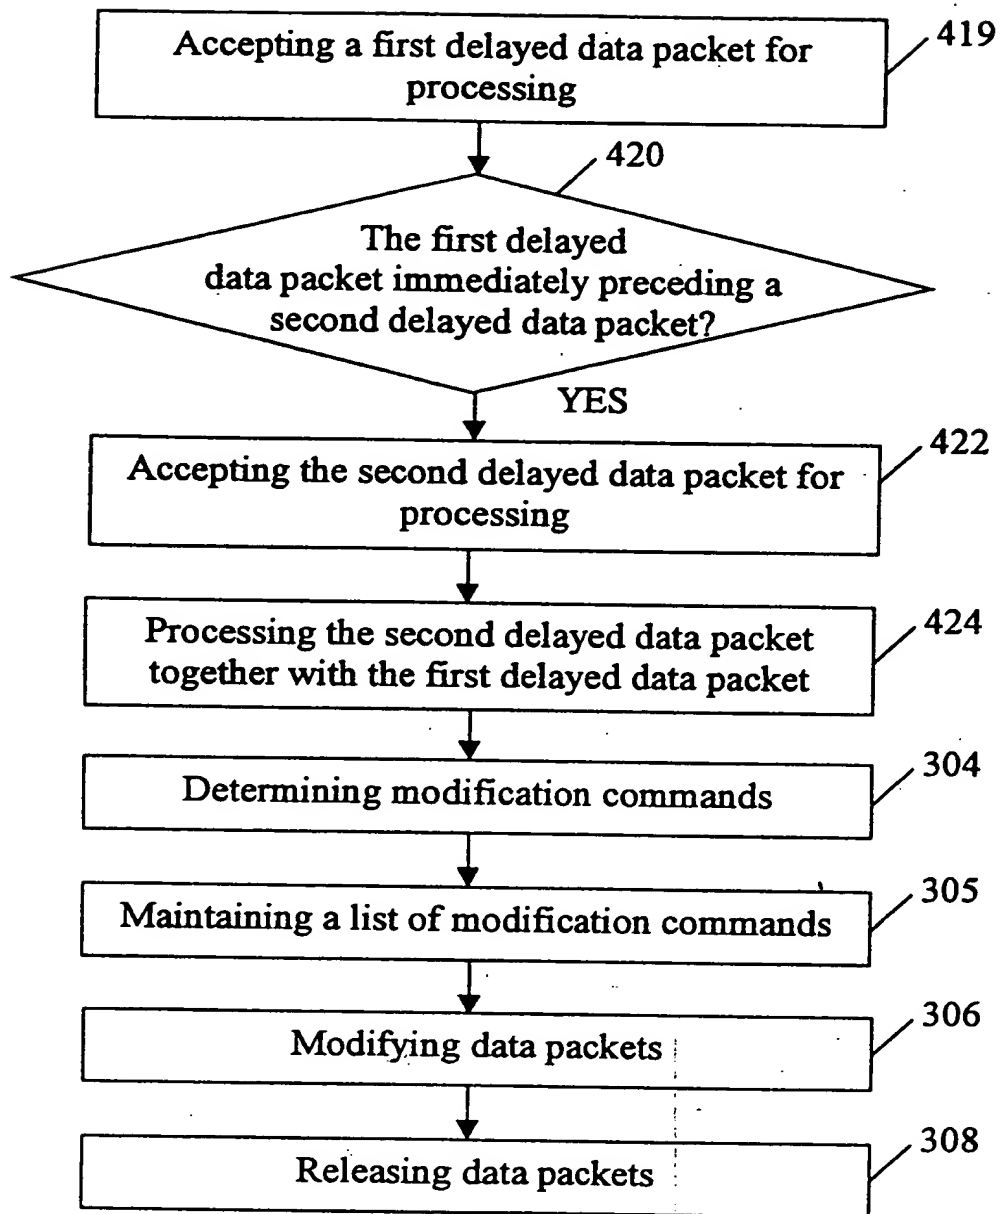 Accepting a first delayed data packet for
processing
419
420
The first delayed
data packet immediately preceding a
second delayed data packet?
YES
422
Accepting the second delayed data packet for
processing
424
Processing the second delayed data packet
together with the first delayed data packet
304
Determining modification commands
305
Maintaining a list of modification commands
306
Modifying data packets
308
Releasing data packets